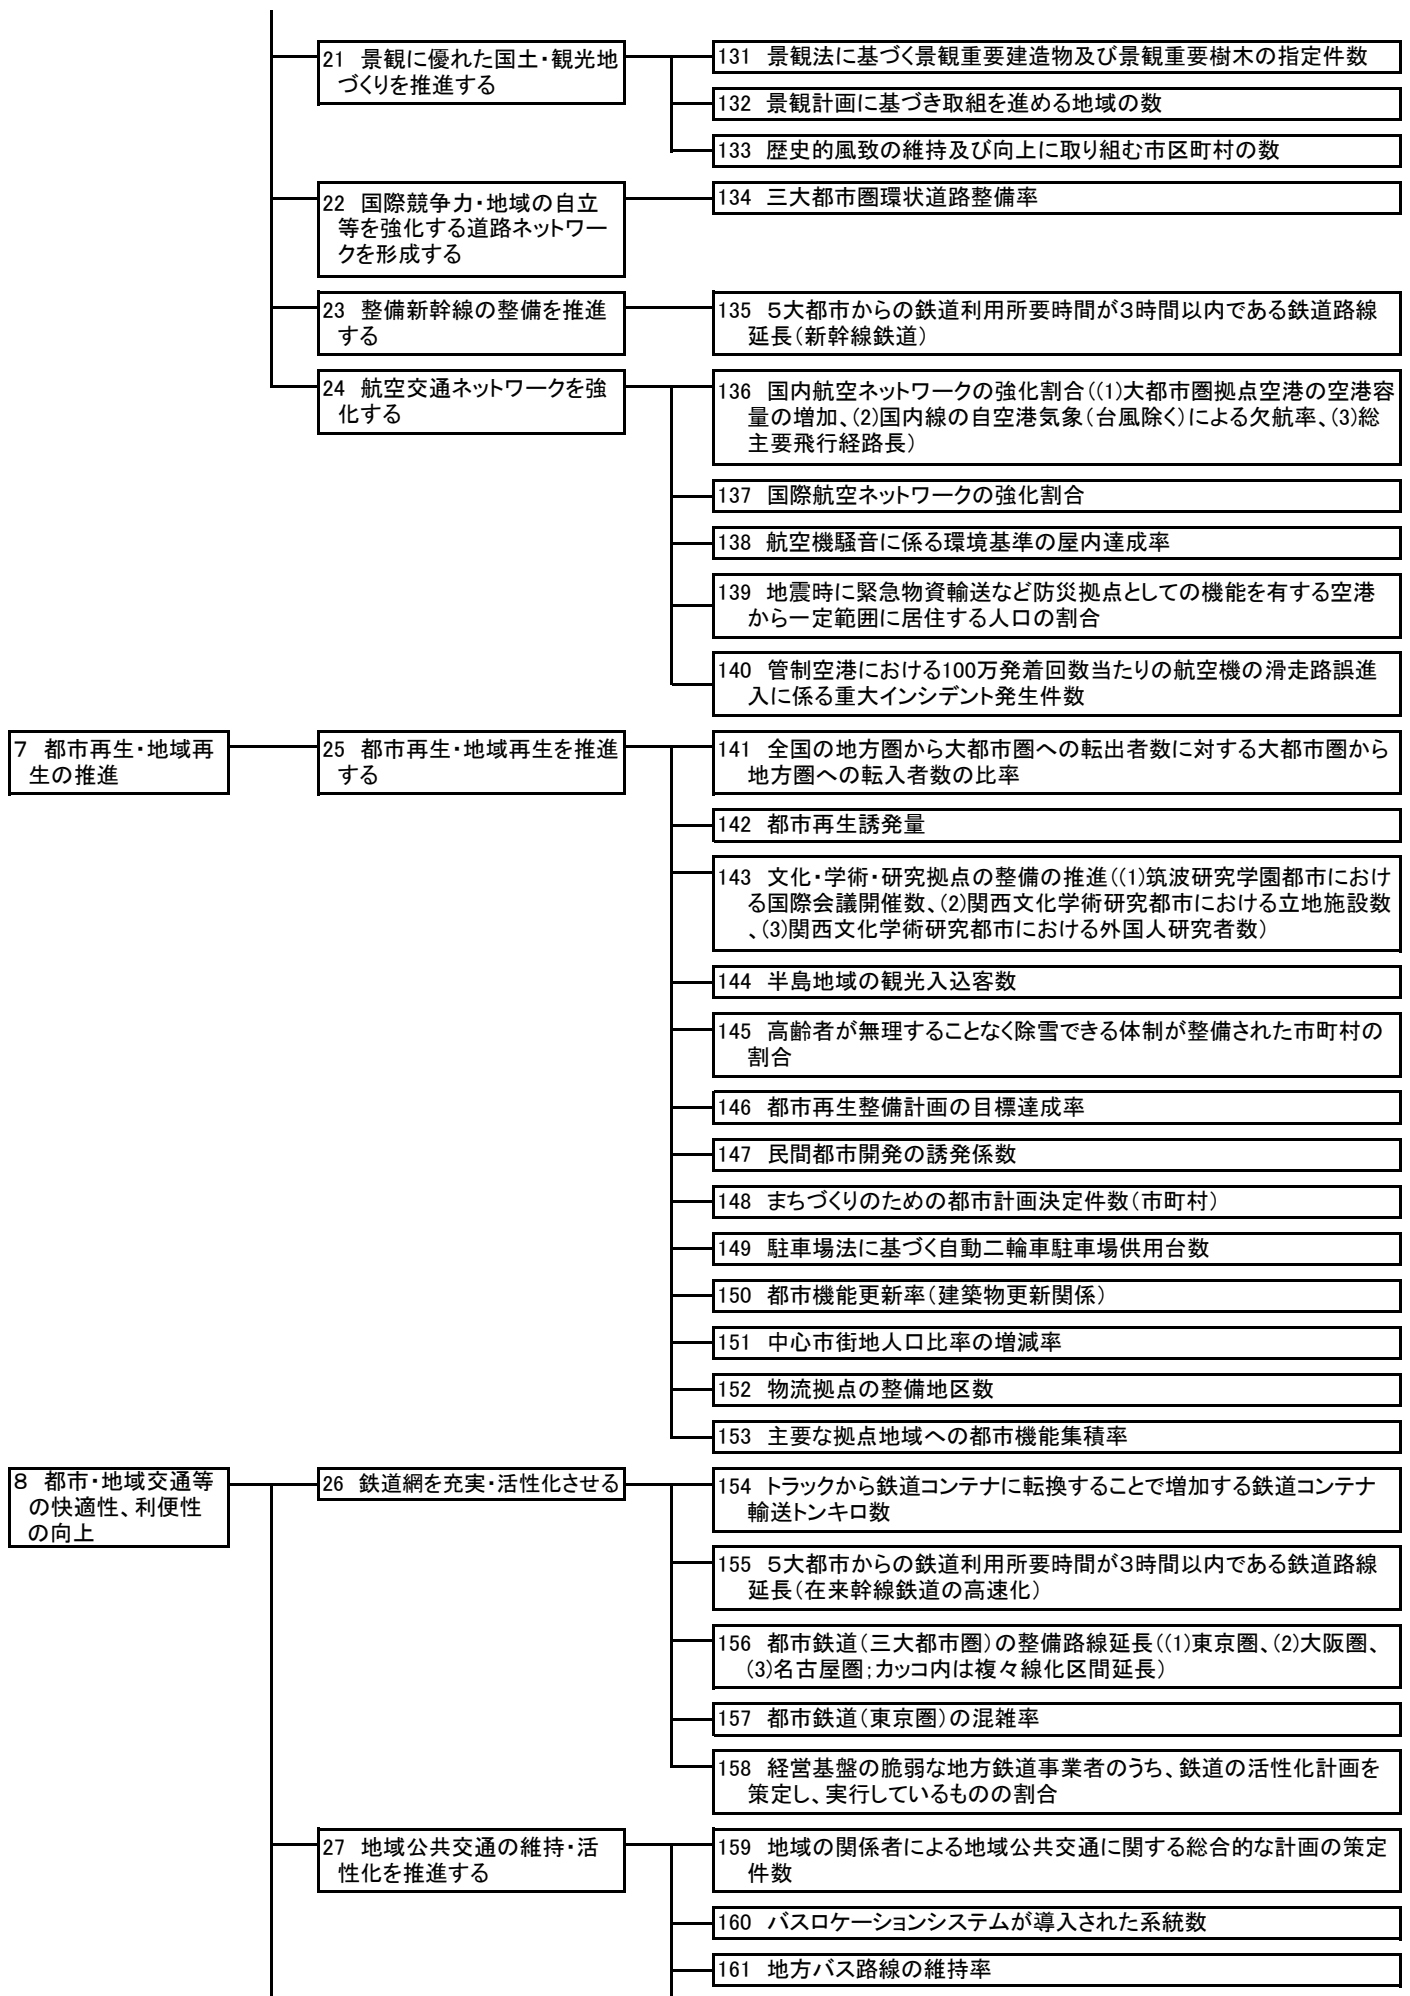 21 景観に優れた国土・観光地
づくりを推進する
131 景観法に基づく景観重要建造物及び景観重要樹木の指定件数
132 景観計画に基づき取組を進める地域の数
133 歴史的風致の維持及び向上に取り組む市区町村の数
22 国際競争力・地域の自立
等を強化する道路ネットワー
クを形成する
134 三大都市圏環状道路整備率
23 整備新幹線の整備を推進
する
135 5大都市からの鉄道利用所要時間が3時間以内である鉄道路線
延長(新幹線鉄道)
24 航空交通ネットワークを強
化する
136 国内航空ネットワークの強化割合((1)大都市圏拠点空港の空港容
量の増加、(2)国内線の自空港気象(台風除く)による欠航率、(3)総
主要飛行経路長)
137 国際航空ネットワークの強化割合
138 航空機騒音に係る環境基準の屋内達成率
139 地震時に緊急物資輸送など防災拠点としての機能を有する空港
から一定範囲に居住する人口の割合
140 管制空港における100万発着回数当たりの航空機の滑走路誤進
入に係る重大インシデント発生件数
7 都市再生・地域再
生の推進
25 都市再生・地域再生を推進
する
141 全国の地方圏から大都市圏への転出者数に対する大都市圏から
地方圏への転入者数の比率
142 都市再生誘発量
143 文化・学術・研究拠点の整備の推進((1)筑波研究学園都市におけ
る国際会議開催数、(2)関西文化学術研究都市における立地施設数
、(3)関西文化学術研究都市における外国人研究者数)
144 半島地域の観光入込客数
145 高齢者が無理することなく除雪できる体制が整備された市町村の
割合
146 都市再生整備計画の目標達成率
147 民間都市開発の誘発係数
148 まちづくりのための都市計画決定件数(市町村)
149 駐車場法に基づく自動二輪車駐車場供用台数
150 都市機能更新率(建築物更新関係)
151 中心市街地人口比率の増減率
152 物流拠点の整備地区数
153 主要な拠点地域への都市機能集積率
8 都市・地域交通等
の快適性、利便性
の向上
26 鉄道網を充実・活性化させる
154 トラックから鉄道コンテナに転換することで増加する鉄道コンテナ
輸送トンキロ数
155 5大都市からの鉄道利用所要時間が3時間以内である鉄道路線
延長(在来幹線鉄道の高速化)
156 都市鉄道(三大都市圏)の整備路線延長((1)東京圏、(2)大阪圏、
(3)名古屋圏;カッコ内は複々線化区間延長)
157 都市鉄道(東京圏)の混雑率
158 経営基盤の脆弱な地方鉄道事業者のうち、鉄道の活性化計画を
策定し、実行しているものの割合
27 地域公共交通の維持・活
性化を推進する
159 地域の関係者による地域公共交通に関する総合的な計画の策定
件数
160 バスロケーションシステムが導入された系統数
161 地方バス路線の維持率